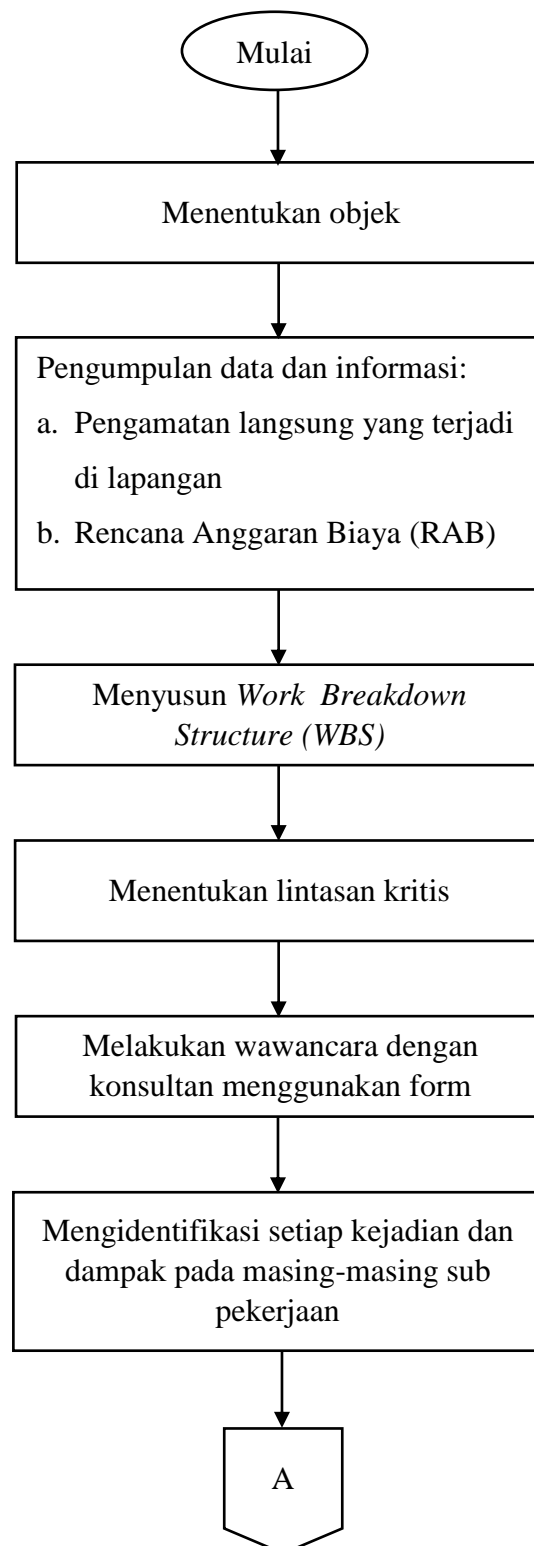 Mulai
Menentukan objek
Pengumpulan data dan informasi:
a. Pengamatan langsung yang terjadi
di lapangan
b. Rencana Anggaran Biaya (RAB)
Menyusun Work Breakdown
Structure (WBS)
Menentukan lintasan kritis
Melakukan wawancara dengan
konsultan menggunakan form
Mengidentifikasi setiap kejadian dan
dampak pada masing-masing sub
pekerjaan
A